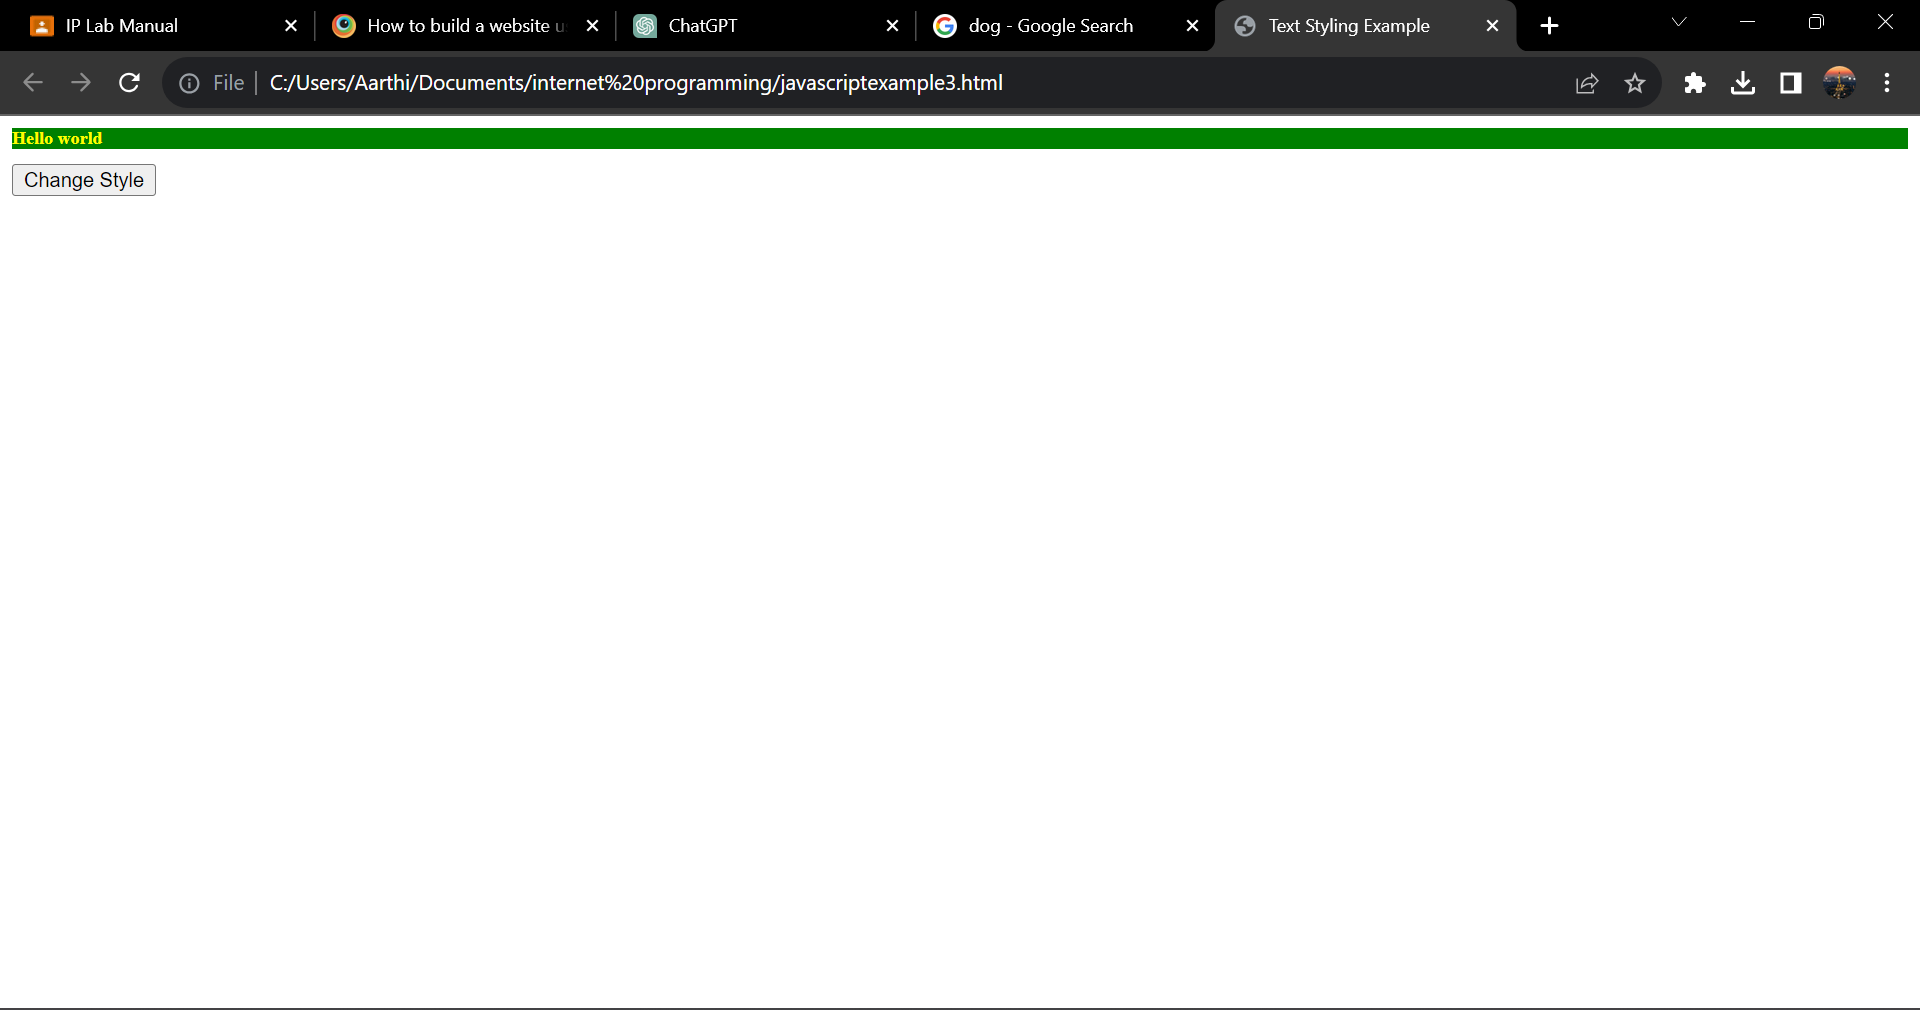 IP Lab Manual
How to build a website u
ChatGPT
dog - Google Search
Text Styling Example
File
C:/Users/Aarthi/Documents/internet%20programming/javascriptexample3.html
Hello world
Change Style